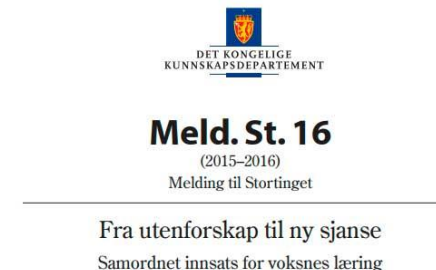 DET KONGELIGE
KUNNSKAPSDEPARTEMENT
Meld. St. 16
(2015–2016)
Melding til Stortinget
Fra utenforskap til ny sjanse
Samordnet innsats for voksnes læring